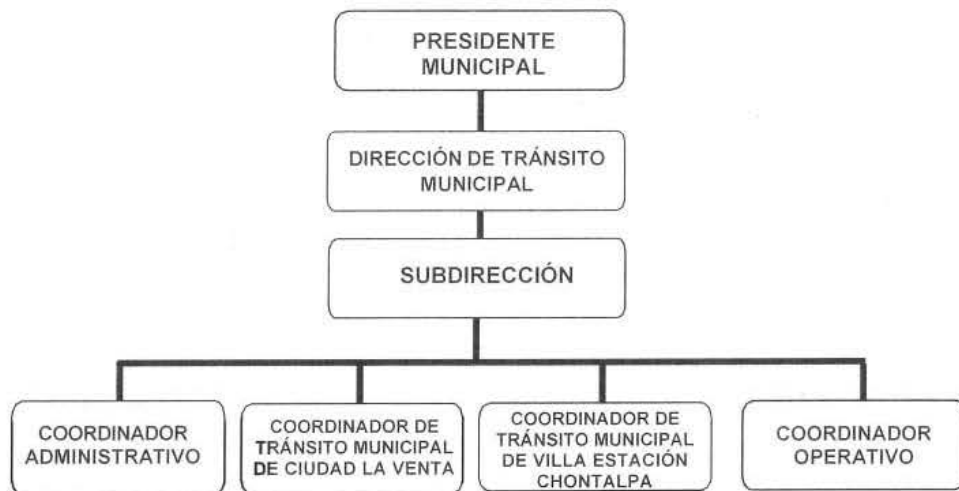 PRESIDENTE
MUNICIPAL
DIRECCIÓN DE TRÁNSITO
MUNICIPAL
SUBDIRECCIÓN
COORDINADOR
ADMINISTRATIVO
COORDINADOR DE
TRÁNSITO MUNICIPAL
DE CIUDAD LA VENTA
COORDINADOR DE
TRÁNSITO MUNICIPAL
DE VILLA ESTACIÓN
CHONTALPA
COORDINADOR
OPERATIVO